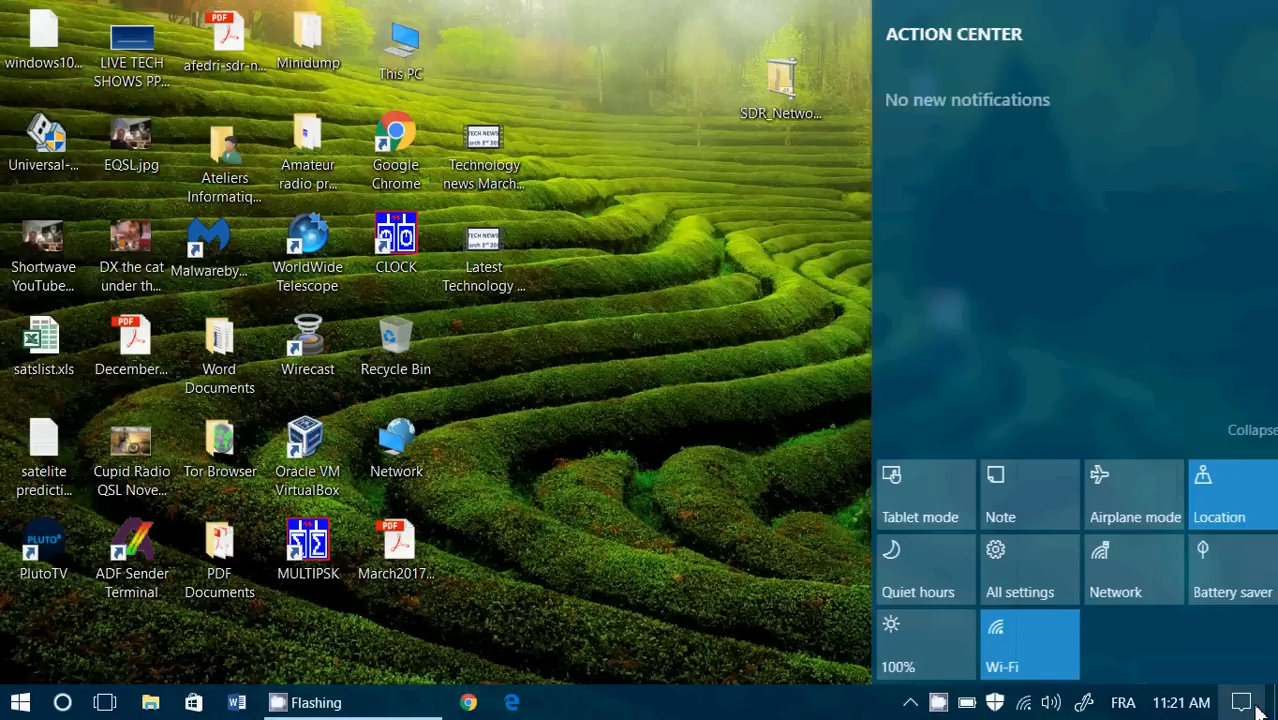 windows10...
LIVE TECH
SHOWS PP...
PDF
afedri-sdr-n...
Minidump
This PC
SDR_Netwo...
Universal-...
EQSL.jpg
Ateliers
Informatiq...
Amateur
radio pr...
Google
Chrome
Technology
news March...
Shortwave
YouTube...
DX the cat
under th...
Malwareby...
WorldWide
Telescope
CLOCK
Latest
Technology ...
satslist.xls
PDF
December...
Word
Documents
Wirecast
Recycle Bin
satelite
predicti...
Cupid Radio
QSL Nove...
Tor Browser
Oracle VM
VirtualBox
Network
PLUTO
PlutoTV
ADF Sender
Terminal
PDF
Documents
MULTIPSK
PDF
March2017...
ACTION CENTER
No new notifications
Collapse
Tablet mode
Note
Airplane mode
Location
Quiet hours
All settings
Network
Battery saver
100%
Wi-Fi
Flashing
FRA
11:21 AM